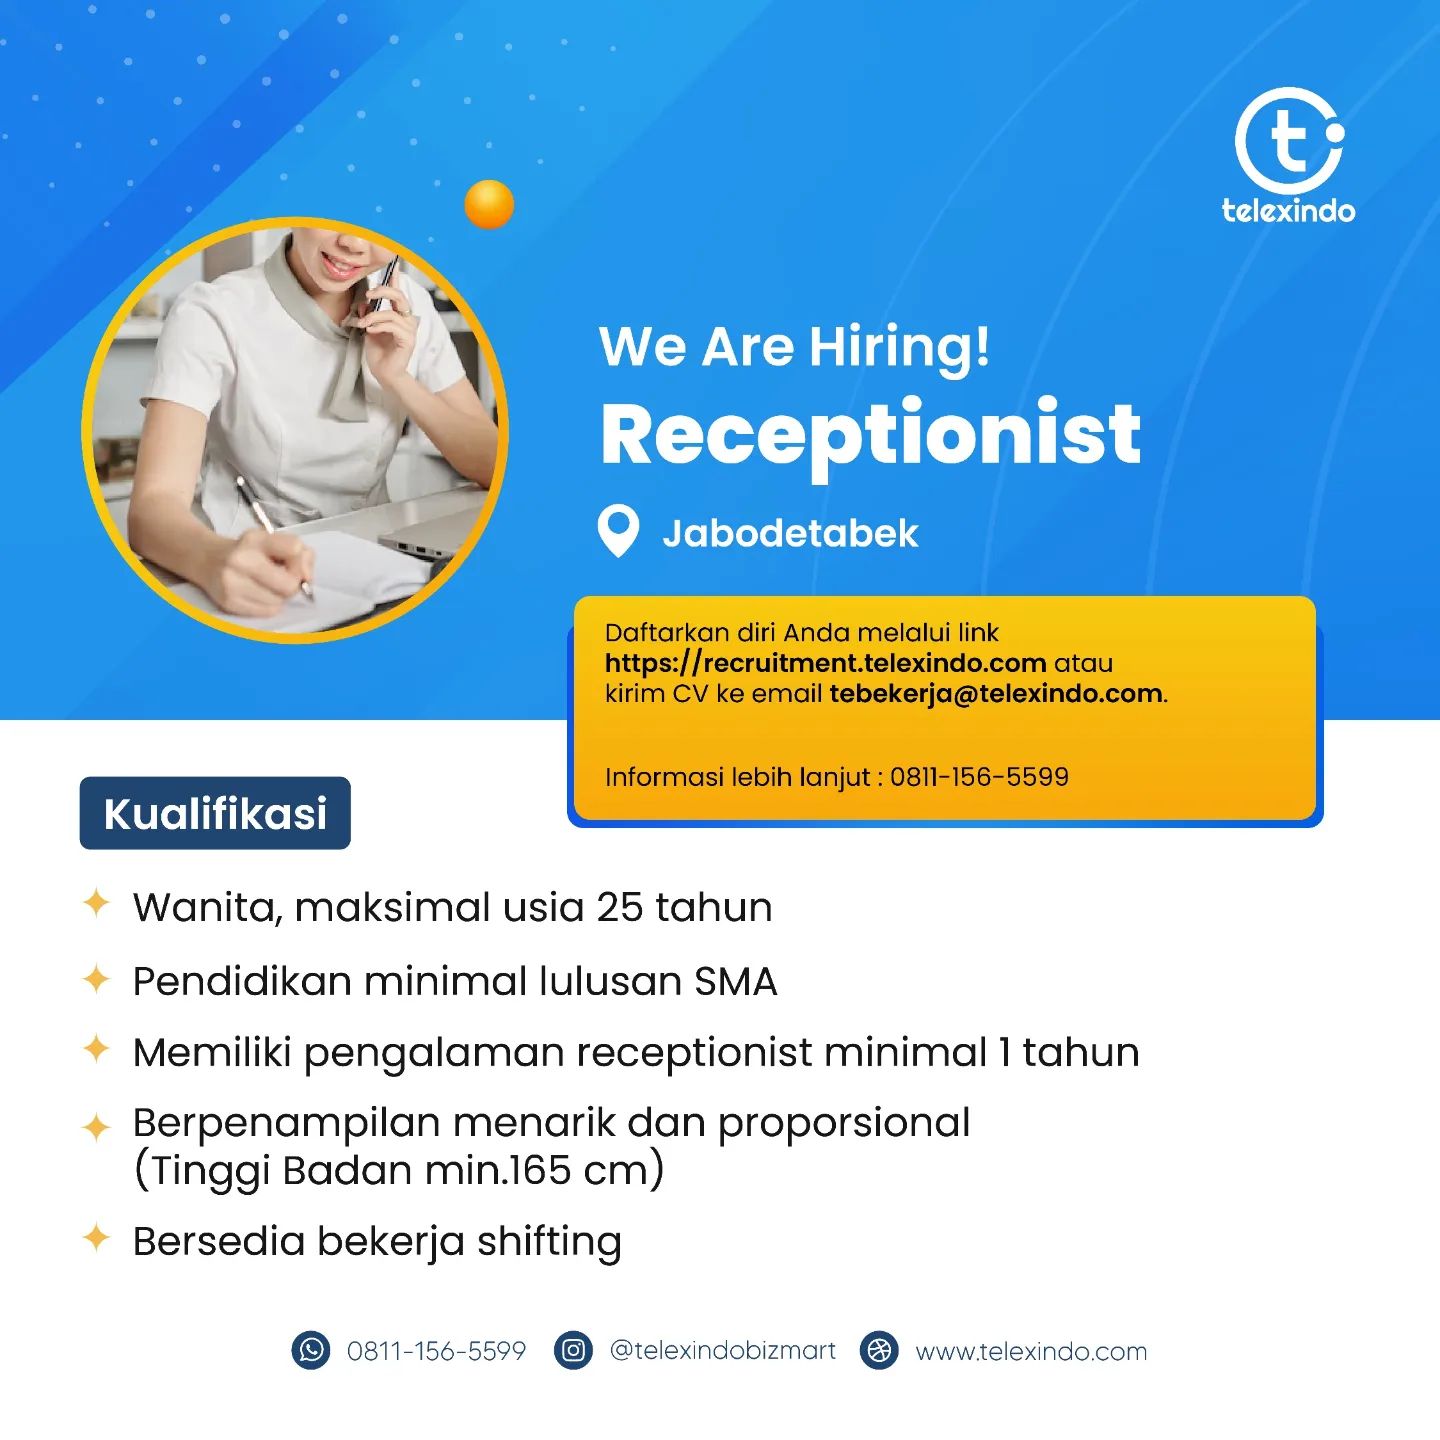 telexindo
We Are Hiring!
Receptionist
Jabodetabek
Daftarkan diri Anda melalui link
https://recruitment.telexindo.com atau
kirim CV ke email tebekerja@telexindo.com.
Informasi lebih lanjut : 0811-156-5599
Kualifikasi
Wanita, maksimal usia 25 tahun
Pendidikan minimal lulusan SMA
Memiliki pengalaman receptionist minimal 1 tahun
Berpenampilan menarik dan proporsional
(Tinggi Badan min.165 cm)
Bersedia bekerja shifting
0811-156-5599 @telexindobizmart www.telexindo.com